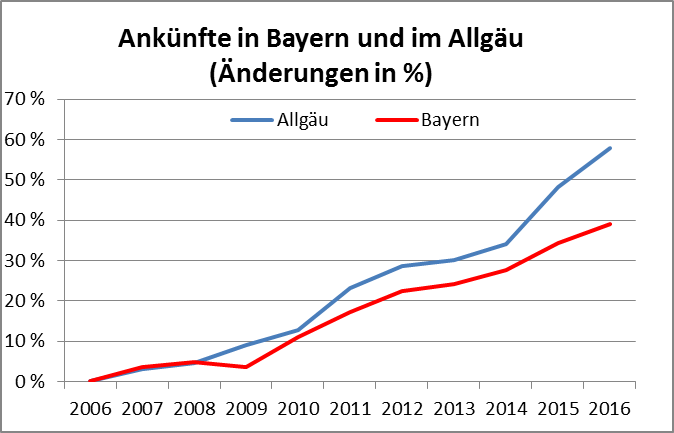 Ankünfte in Bayern und im Allgäu
(Änderungen in %)
70 %
Allgäu Bayern
60 %
50 %
40 %
30 %
20 %
10 %
0 %
2006 2007 2008 2009 2010 2011 2012 2013 2014 2015 2016